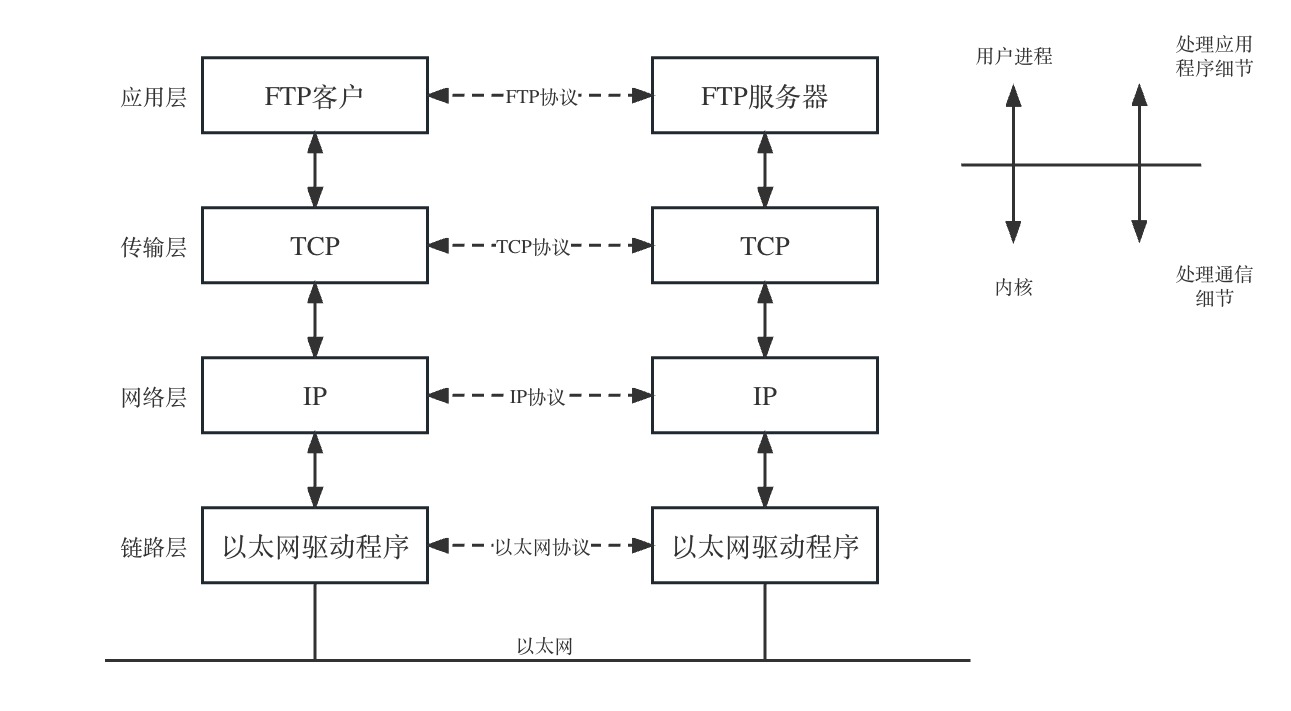 用户进程
处理应用
程序细节
应用层
FTP客户
FTP协议
FTP服务器
传输层
TCP
TCP协议
TCP
内核
处理通信
细节
网络层
IP
IP协议
IP
链路层
以太网驱动程序
以太网协议
以太网驱动程序
以太网